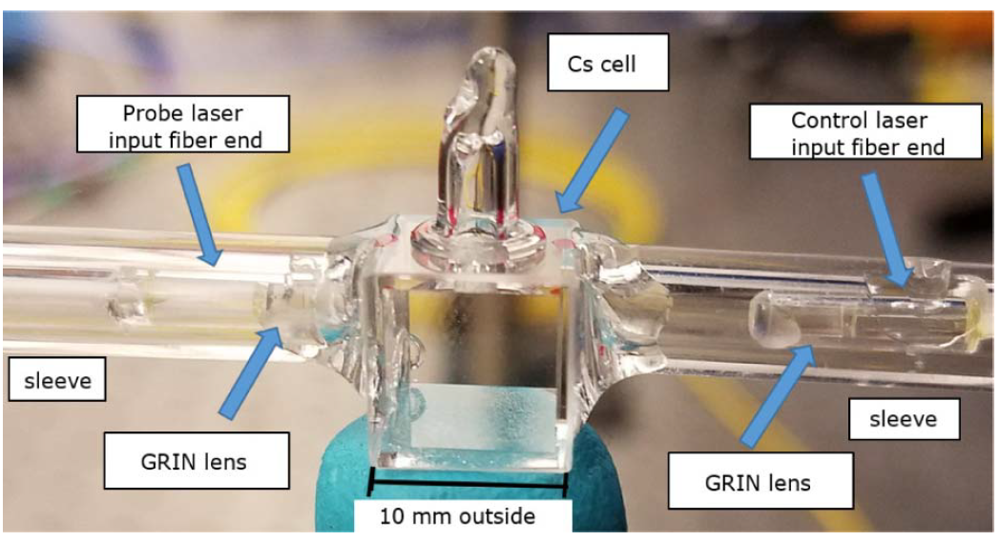 Cs cell
Probe laser
input fiber end
Control laser
input fiber end
sleeve
GRIN lens
sleeve
GRIN lens
10 mm outside